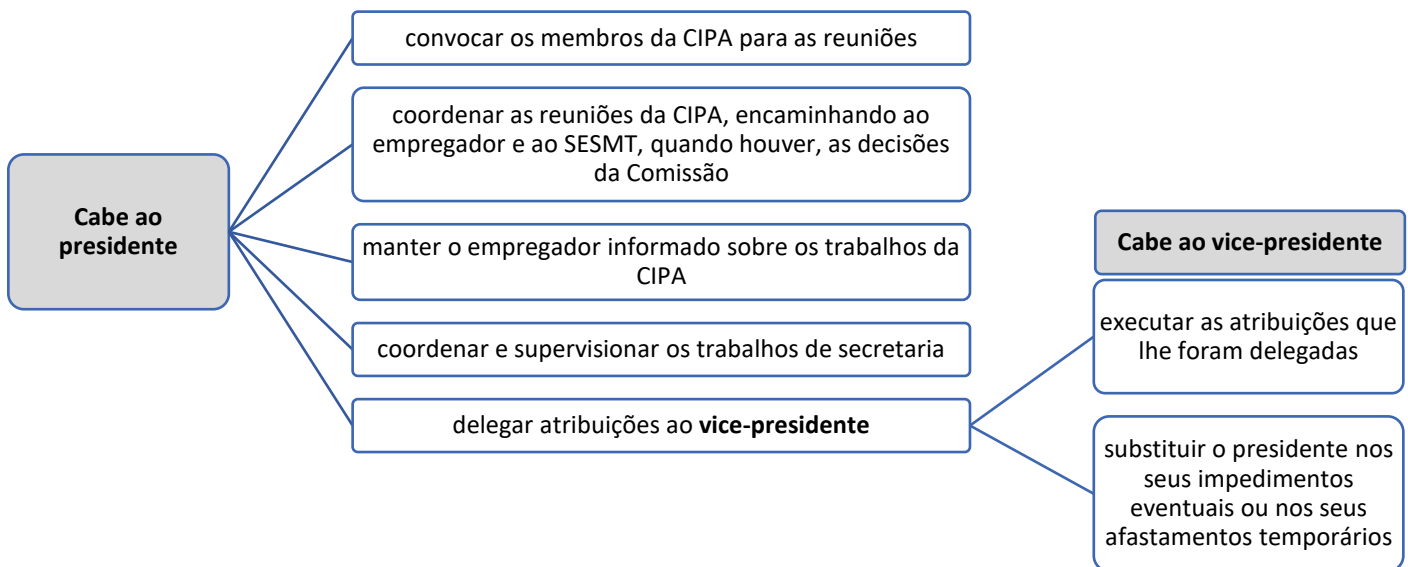 Cabe ao
presidente
convocar os membros da CIPA para as reuniões
coordenar as reuniões da CIPA, encaminhando ao
empregador e ao SESMT, quando houver, as decisões
da Comissão
manter o empregador informado sobre os trabalhos da
CIPA
coordenar e supervisionar os trabalhos de secretaria
delegar atribuições ao vice-presidente
Cabe ao vice-presidente
executar as atribuições que
lhe foram delegadas
substituir o presidente nos
seus impedimentos
eventuais ou nos seus
afastamentos temporários